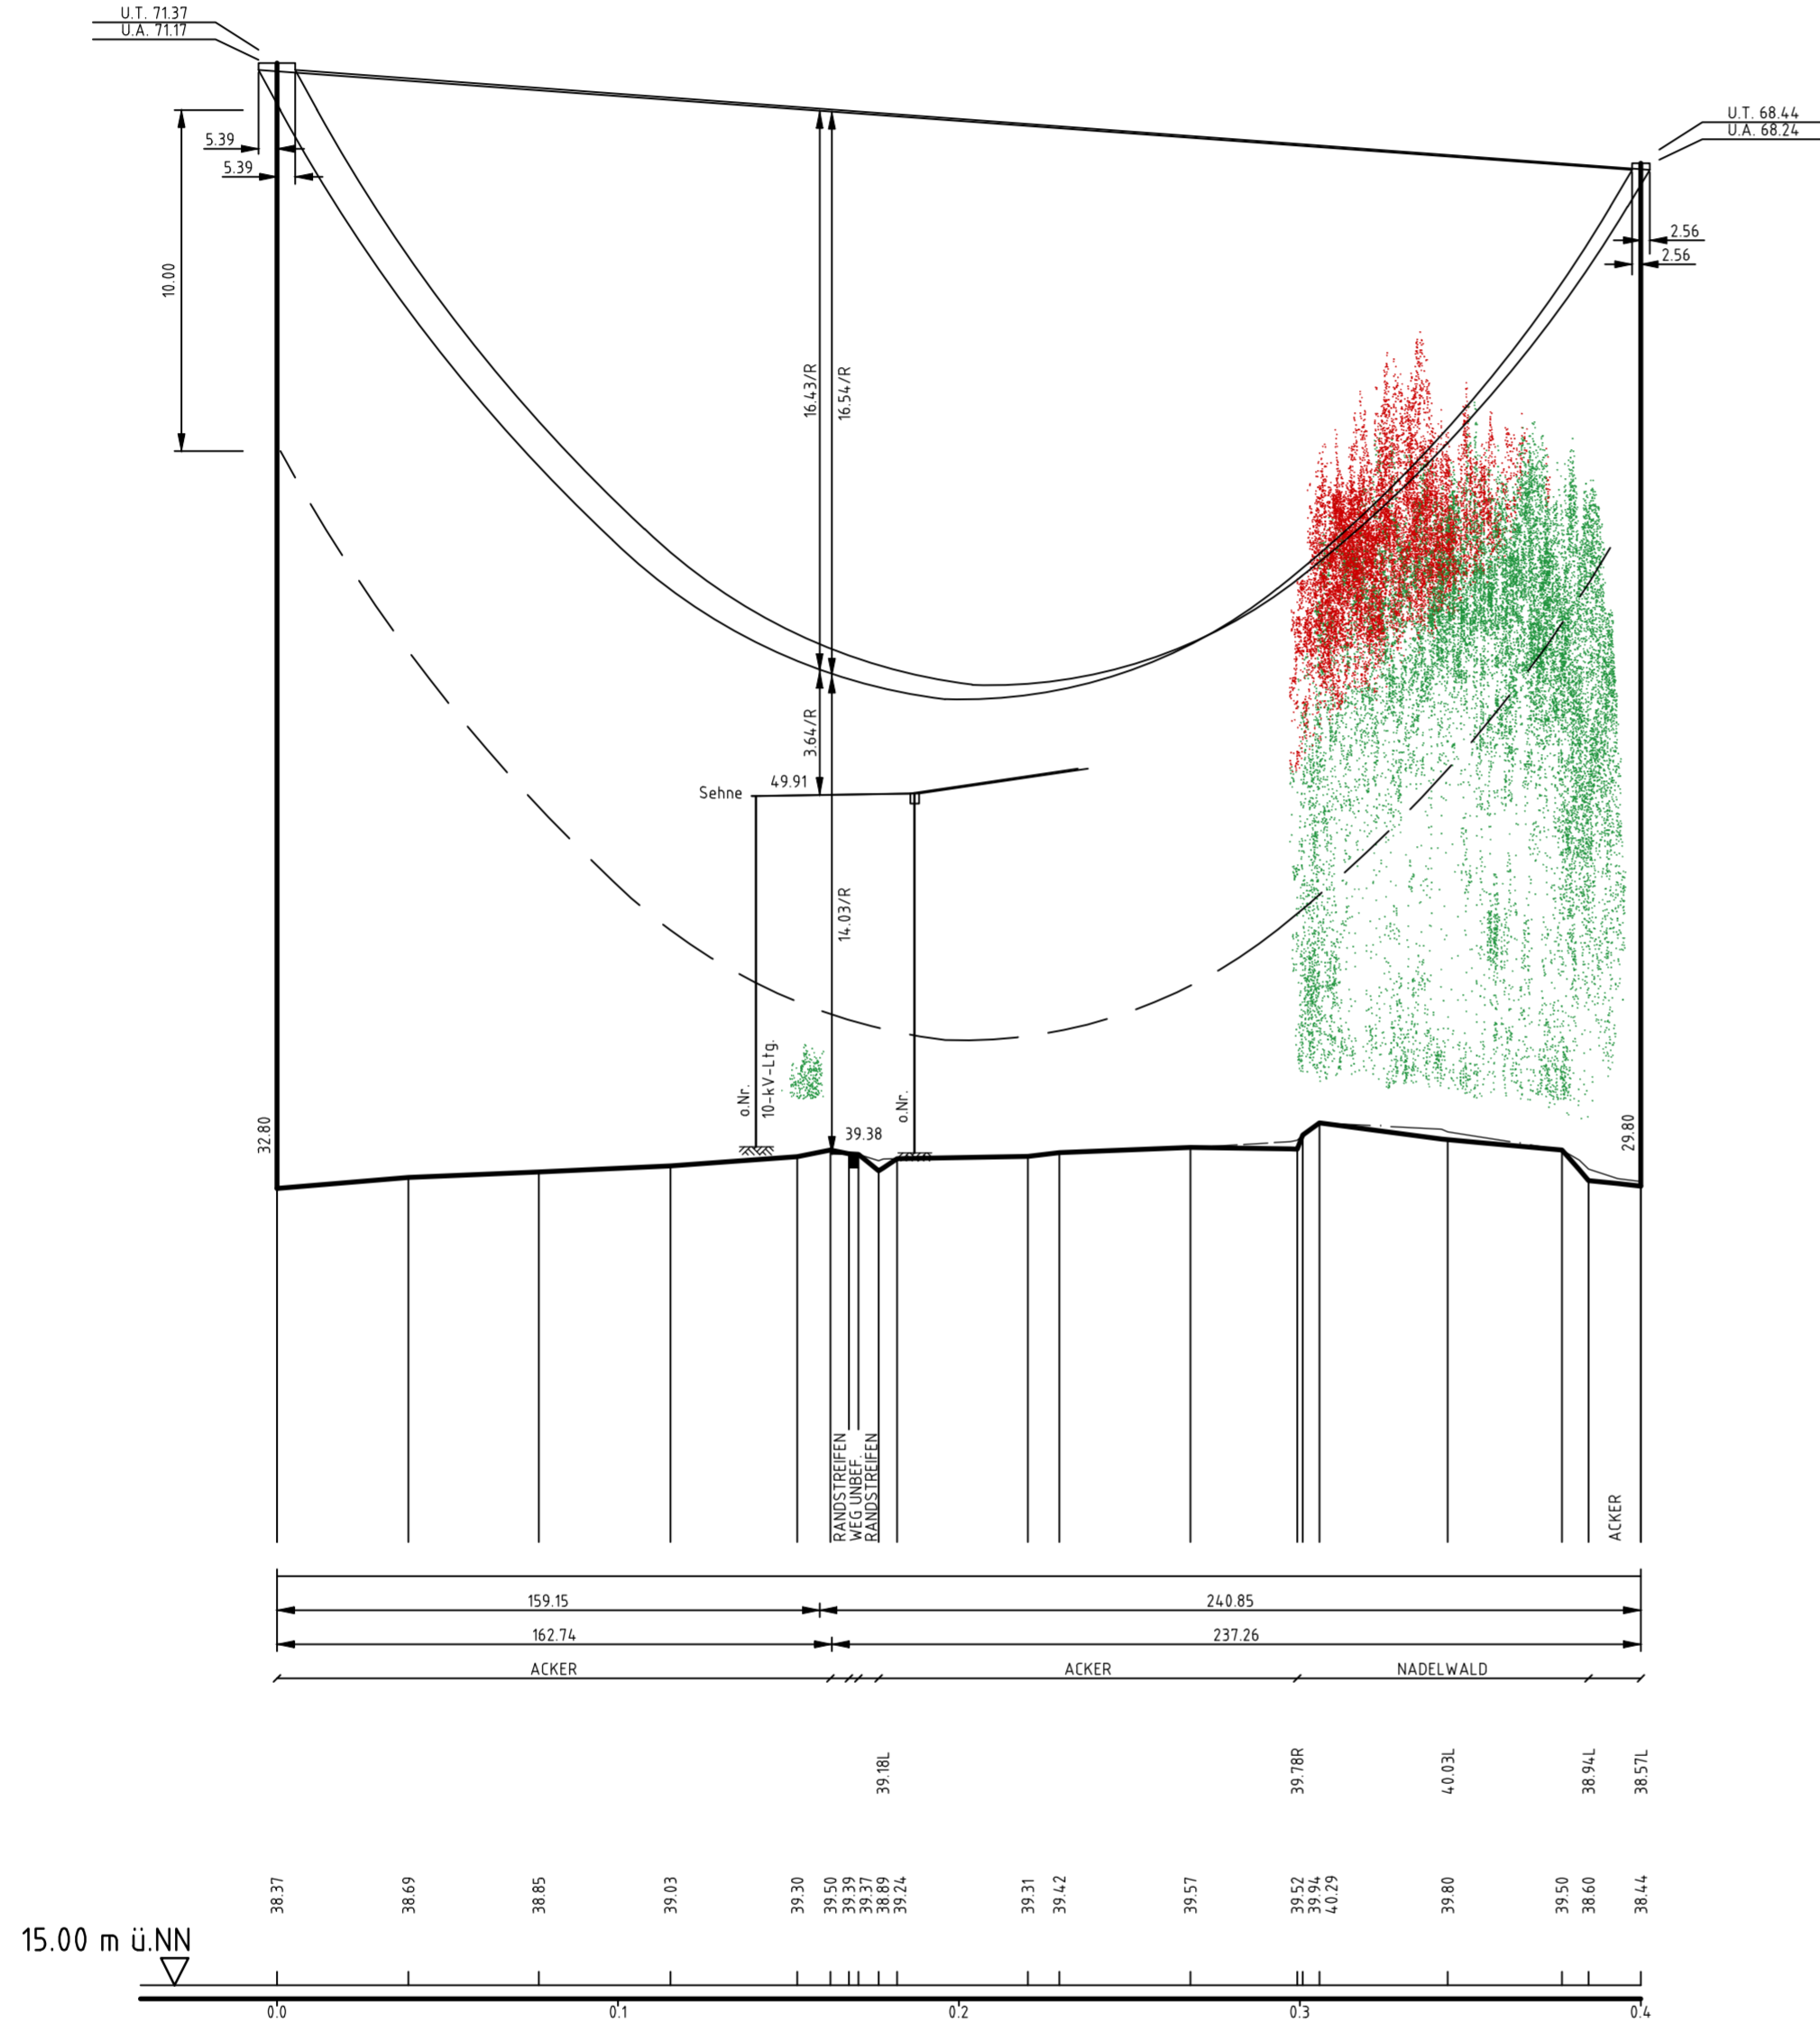 U.T. 71.37
U.A. 71.17
U.T. 68.44
U.A. 68.24
5.39
5.39
2.56
2.56
10.00
16.43/R
16.54/R
3.64/R
Sehne
49.91
14.03/R
o.Nr.
10-kV-Ltg.
o.Nr.
39.38
32.80
29.80
RANDSTREIFEN
WEG UNBEF.
RANDSTREIFEN
ACKER
159.15
240.85
162.74
237.26
ACKER
ACKER
NADELWALD
39.18L
39.78R
40.03L
38.94L
38.57L
38.37
38.69
38.85
39.03
39.30
39.50
39.39
39.37
38.89
39.24
39.31
39.42
39.57
39.52
39.94
40.29
39.80
39.50
38.60
38.44
15.00 m ü.NN
0.0
0.1
0.2
0.3
0.4